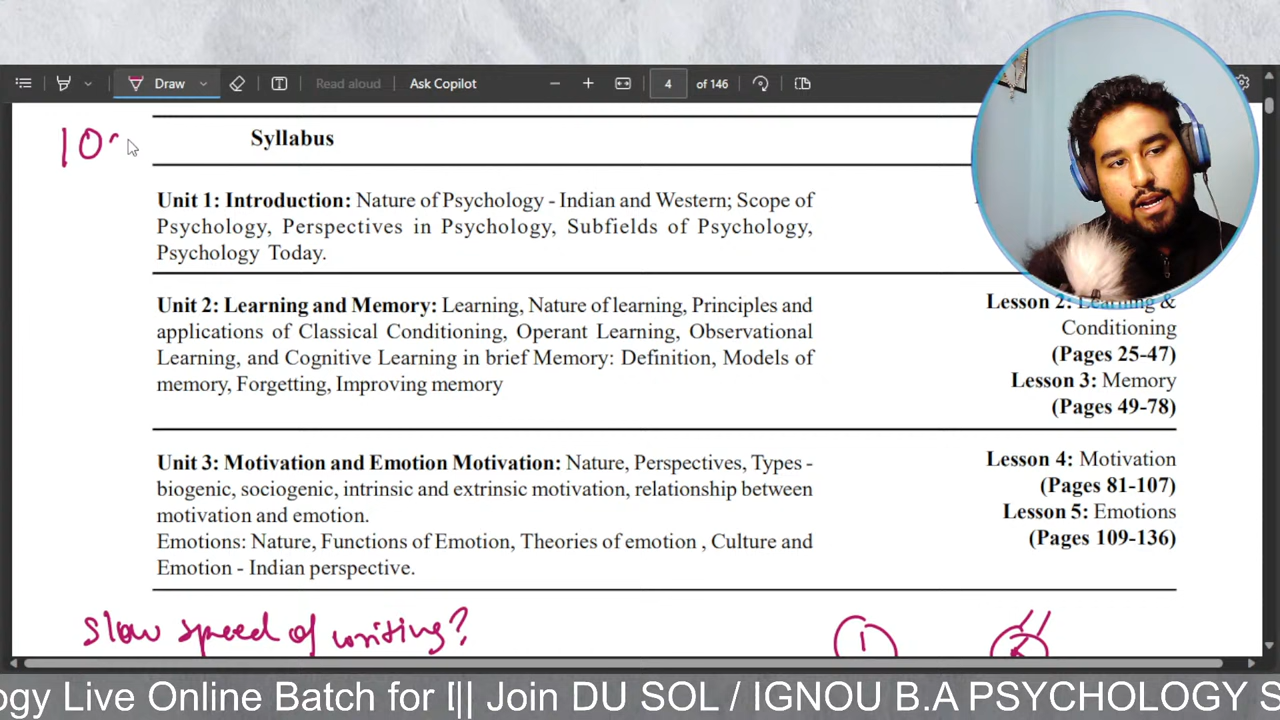 Draw
Read aloud
Ask Copilot
4
of 146
10
Syllabus
Unit 1: Introduction: Nature of Psychology - Indian and Western; Scope of
Psychology, Perspectives in Psychology, Subfields of Psychology,
Psychology Today.
Unit 2: Learning and Memory: Learning, Nature of learning, Principles and
applications of Classical Conditioning, Operant Learning, Observational
Learning, and Cognitive Learning in brief Memory: Definition, Models of
memory, Forgetting, Improving memory
Lesson 2: Learning &
Conditioning
(Pages 25-47)
Lesson 3: Memory
(Pages 49-78)
Unit 3: Motivation and Emotion Motivation: Nature, Perspectives, Types -
biogenic, sociogenic, intrinsic and extrinsic motivation, relationship between
motivation and emotion.
Emotions: Nature, Functions of Emotion, Theories of emotion , Culture and
Emotion - Indian perspective.
Lesson 4: Motivation
(Pages 81-107)
Lesson 5: Emotions
(Pages 109-136)
slow speed of writing?
1
ogy Live Online Batch for [|| Join DU SOL / IGNOU B.A PSYCHOLOGY S